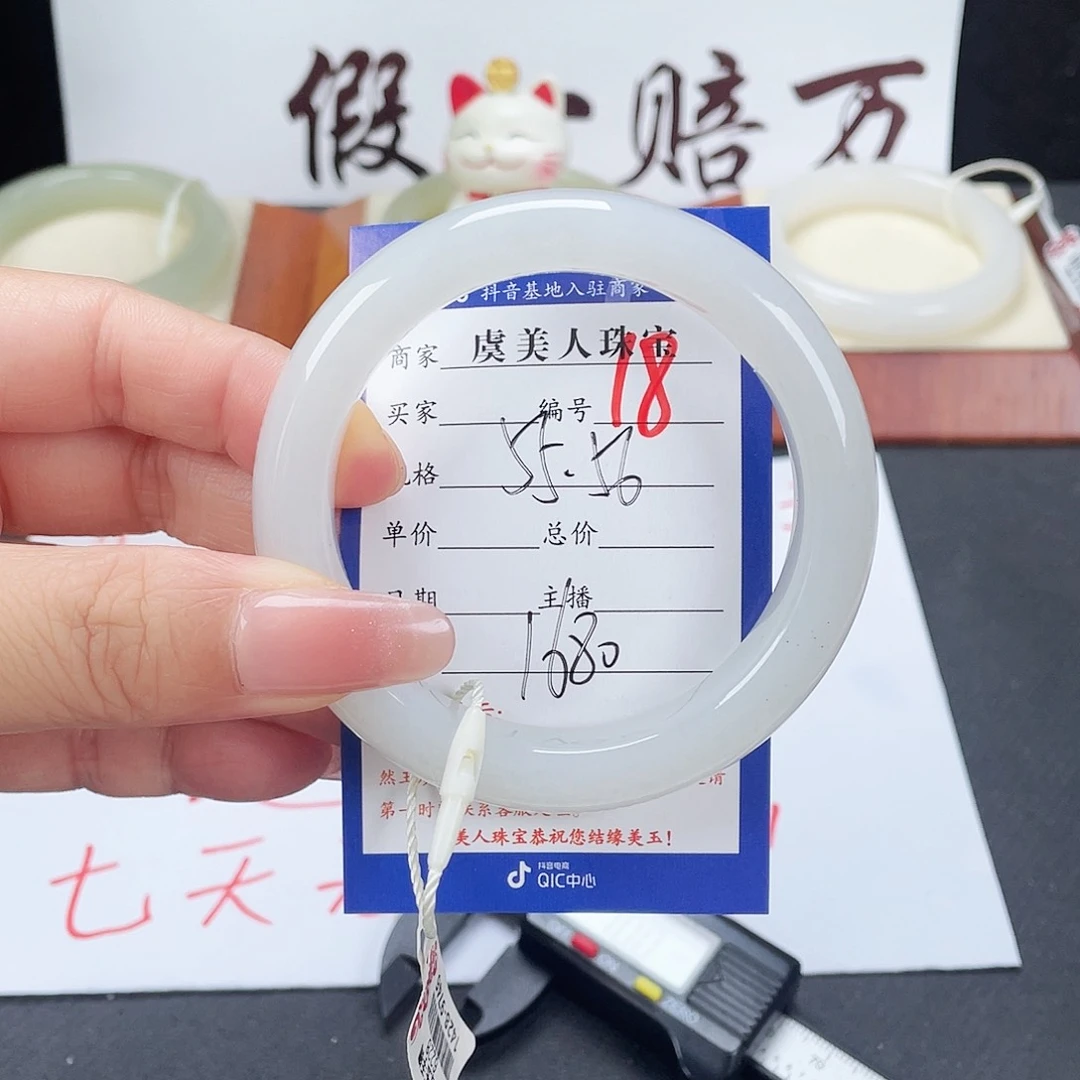 假一赔万
抖音基地入驻商家
商家 虞美人珠宝
买家 编号 18
格 55.56
单价 总价
日期 主播
1680
第一时
美人珠宝恭祝您结缘美玉!
抖音电商
QIC中心
七天